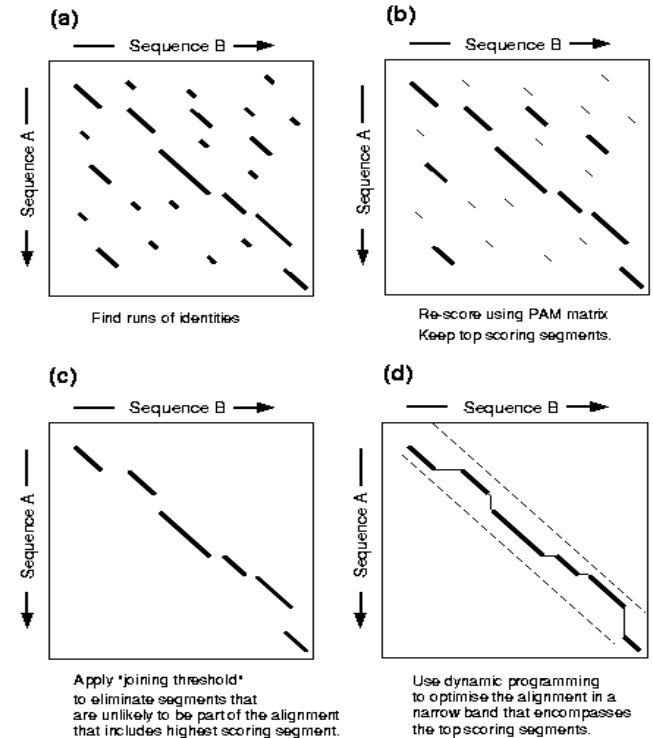 (a)
Sequence B
Sequence A
Find runs of identities
(b)
Sequence B
Sequence A
Re-score using PAM matrix
Keep top scoring segments.
(c)
Sequence B
Sequence A
Apply "joining threshold"
to eliminate segments that
are unlikely to be part of the alignment
that includes highest scoring segment.
(d)
Sequence B
Sequence A
Use dynamic programming
to optimise the alignment in a
narrow band that encompasses
the top scoring segments.